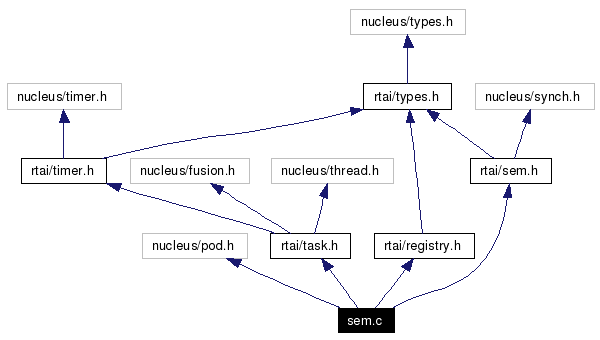 nucleus/types.h
nucleus/timer.h
rtai/types.h
nucleus/synch.h
rtai/timer.h
nucleus/fusion.h
nucleus/thread.h
rtai/sem.h
nucleus/pod.h
rtai/task.h
rtai/registry.h
sem.c